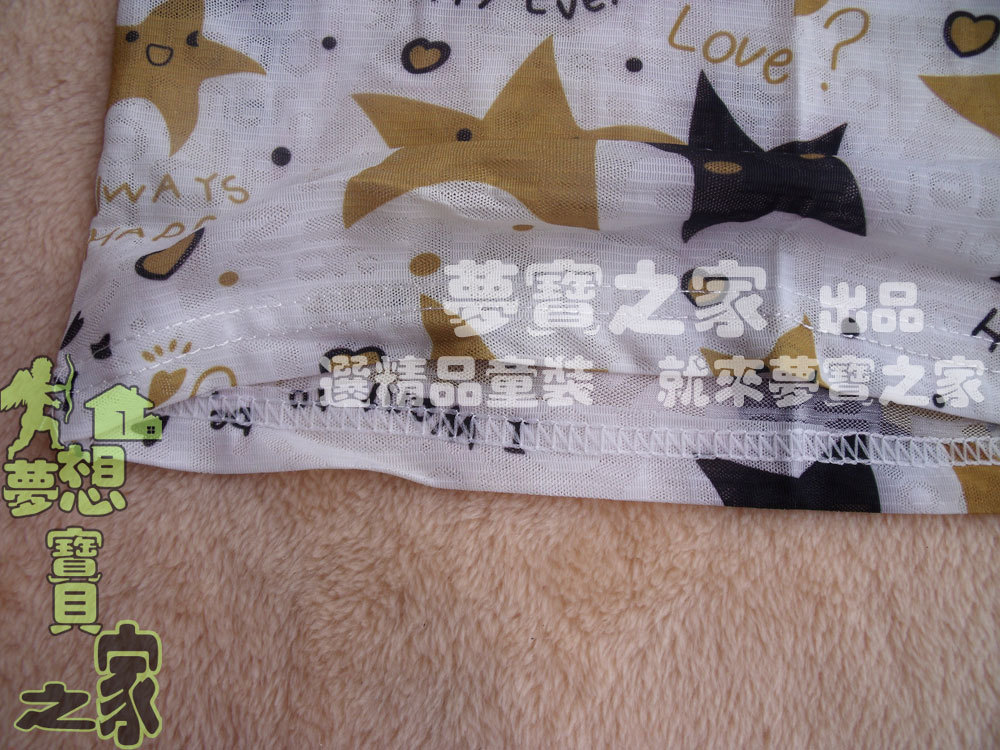 Love?
WAYS
夢寶之家 出品
選精品童裝 就來夢寶之家
夢想
寶
貝
之家